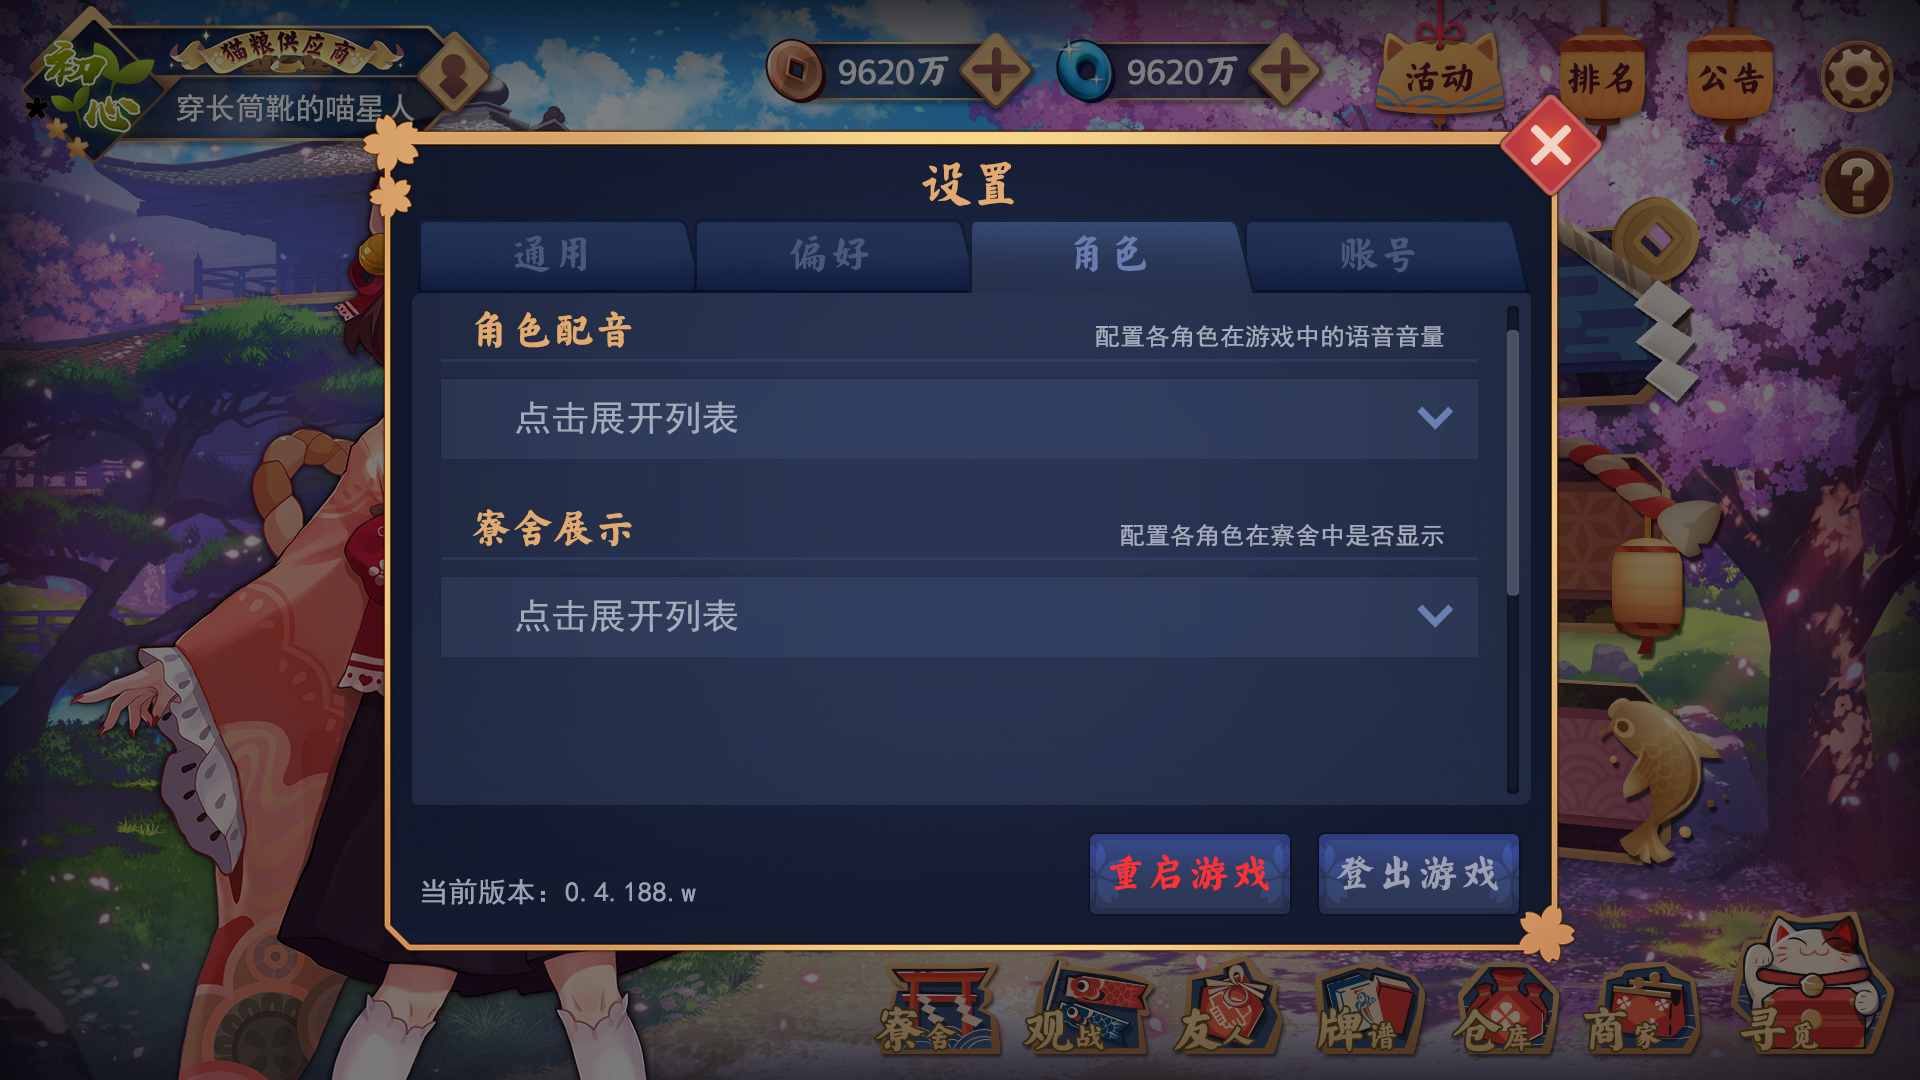 初心
猫粮供应商
穿长筒靴的喵星人
9620万
9620万
活动
排名
公告
设置
通用
偏好
角色
账号
角色配音
配置各角色在游戏中的语音音量
点击展开列表
寮舍展示
配置各角色在寮舍中是否显示
点击展开列表
当前版本：0.4.188.w
重启游戏
登出游戏
寮舍
观战
友人
牌谱
仓库
商家
寻觅